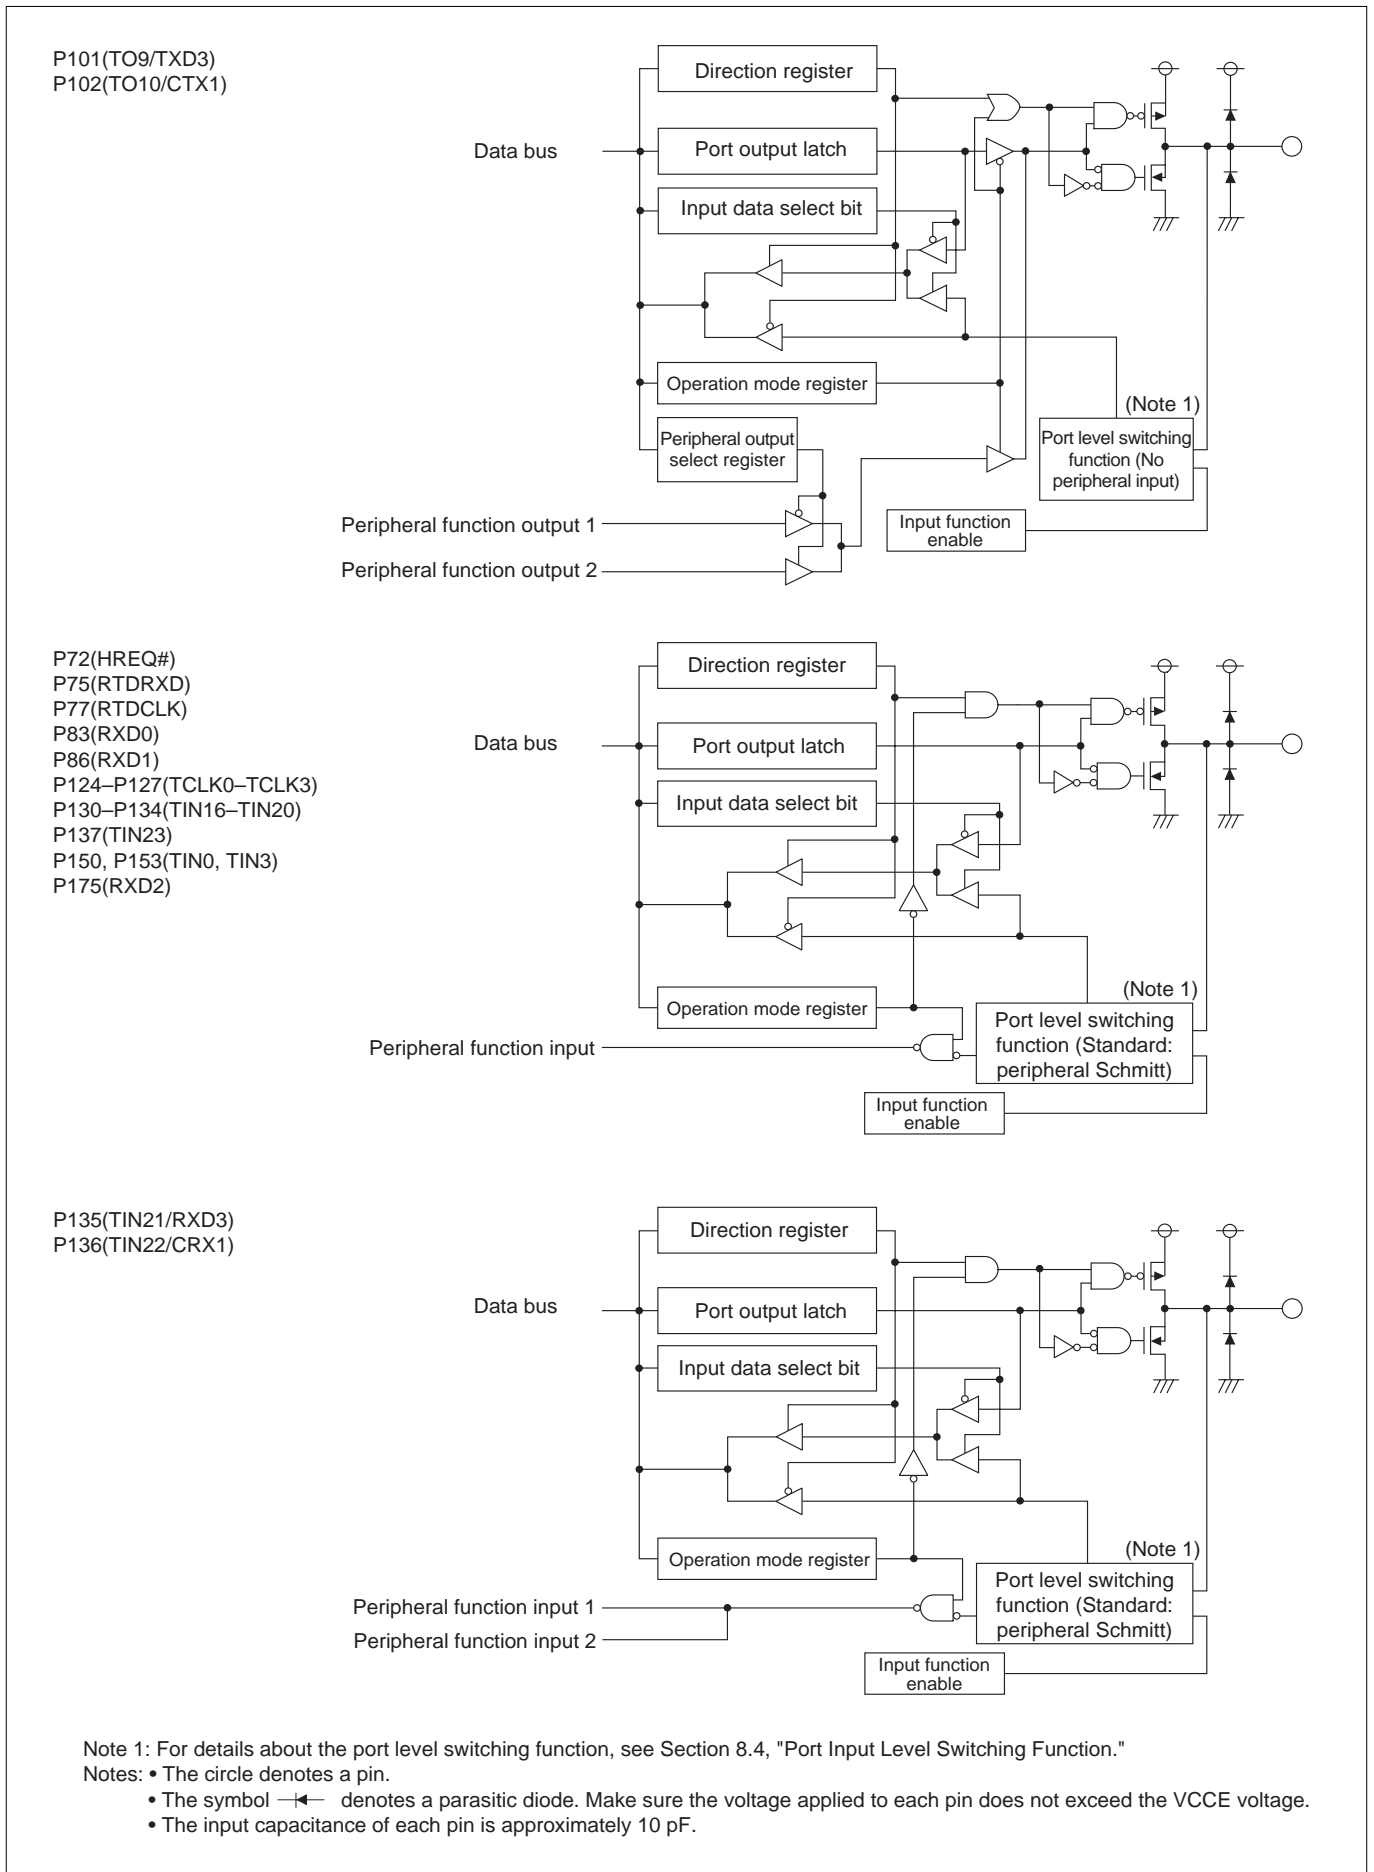 P101(TO9/TXD3)
P102(TO10/CTX1)
Data bus
Direction register
Port output latch
Input data select bit
Operation mode register
Peripheral output
select register
(Note 1)
Port level switching
function (No
peripheral input)
Input function
enable
Peripheral function output 1
Peripheral function output 2
P72(HREQ#)
P75(RTDRXD)
P77(RTDCLK)
P83(RXD0)
P86(RXD1)
P124–P127(TCLK0–TCLK3)
P130–P134(TIN16–TIN20)
P137(TIN23)
P150, P153(TIN0, TIN3)
P175(RXD2)
Data bus
Direction register
Port output latch
Input data select bit
Operation mode register
(Note 1)
Port level switching
function (Standard:
peripheral Schmitt)
Peripheral function input
Input function
enable
P135(TIN21/RXD3)
P136(TIN22/CRX1)
Data bus
Direction register
Port output latch
Input data select bit
Operation mode register
(Note 1)
Port level switching
function (Standard:
peripheral Schmitt)
Peripheral function input 1
Peripheral function input 2
Input function
enable
Note 1: For details about the port level switching function, see Section 8.4, "Port Input Level Switching Function."
Notes: • The circle denotes a pin.
• The symbol denotes a parasitic diode. Make sure the voltage applied to each pin does not exceed the VCCE voltage.
• The input capacitance of each pin is approximately 10 pF.